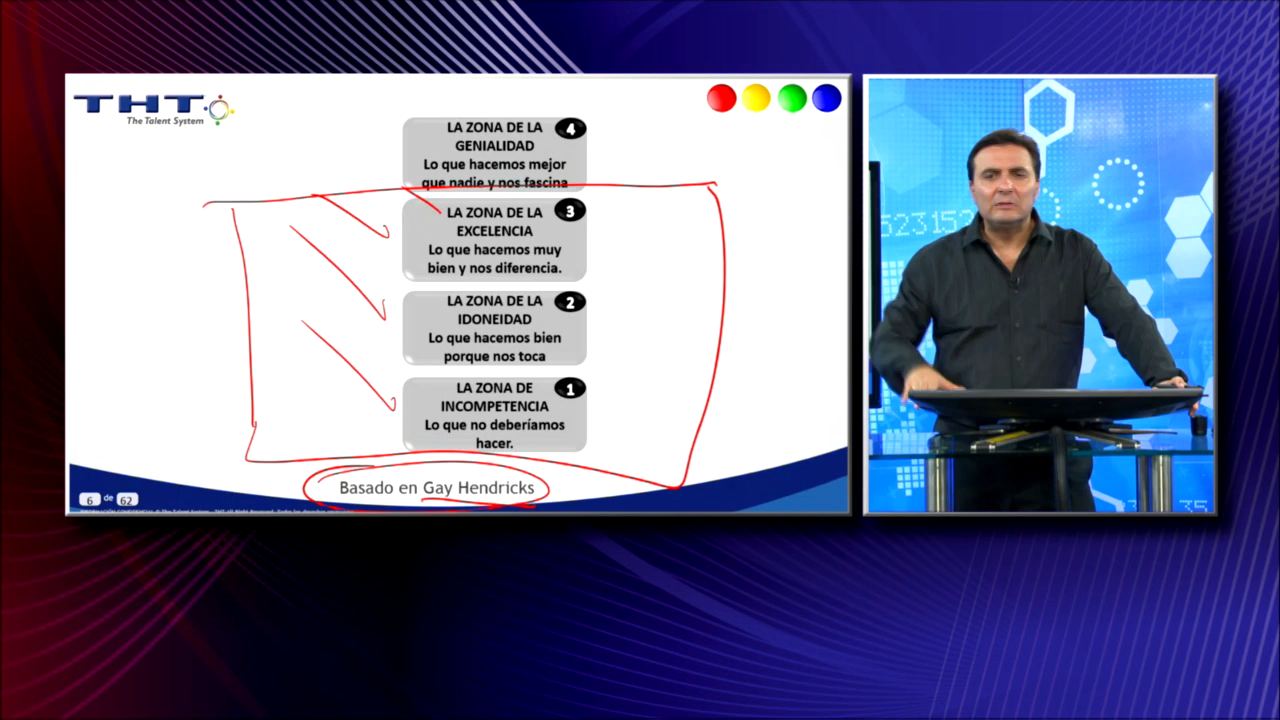 THT
The Talent System
4
LA ZONA DE LA
GENIALIDAD
Lo que hacemos mejor
que nadie y nos fascina
3
LA ZONA DE LA
EXCELENCIA
Lo que hacemos muy
bien y nos diferencia.
2
LA ZONA DE LA
IDONEIDAD
Lo que hacemos bien
porque nos toca
1
LA ZONA DE
INCOMPETENCIA
Lo que no deberíamos
hacer.
Basado en Gay Hendricks
6 de 62
523152
35